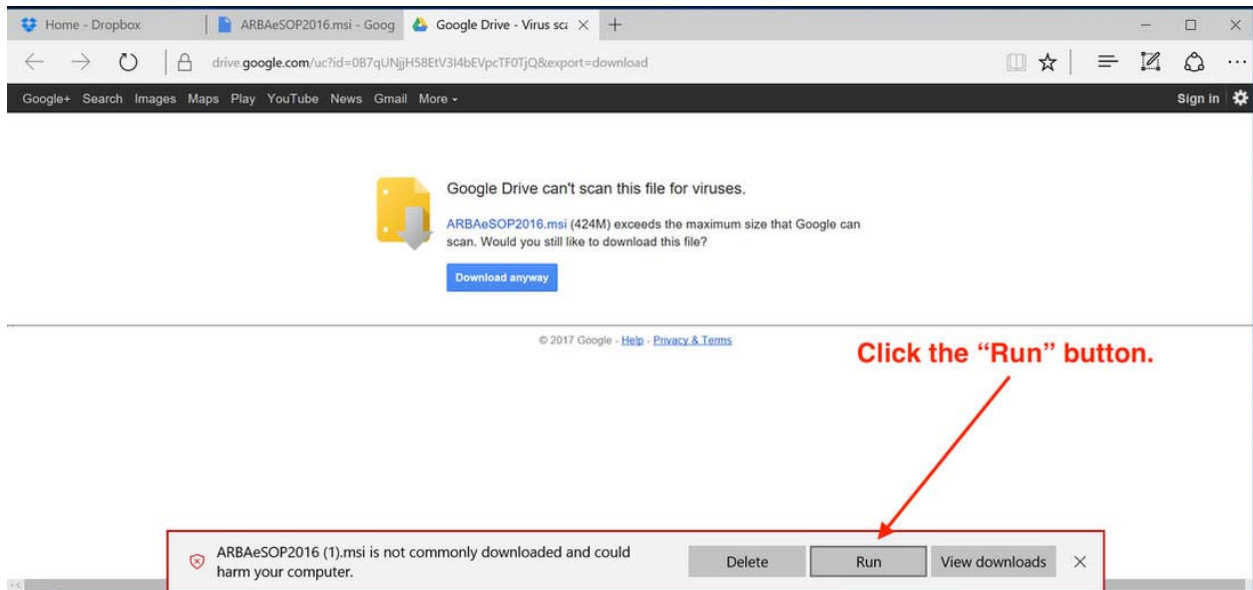 Home - Dropbox
ARBAeSOP2016.msi - Goog
Google Drive - Virus sca
drive.google.com/uc?id=0B7qUNjjH58EtV3I4bEVpcTF0TjQ&export=download
Google+ Search Images Maps Play YouTube News Gmail More
Sign in
Google Drive can't scan this file for viruses.
ARBAeSOP2016.msi (424M) exceeds the maximum size that Google can
scan. Would you still like to download this file?
Download anyway
© 2017 Google - Help - Privacy & Terms
Click the “Run” button.
ARBAeSOP2016 (1).msi is not commonly downloaded and could
harm your computer.
Delete
Run
View downloads